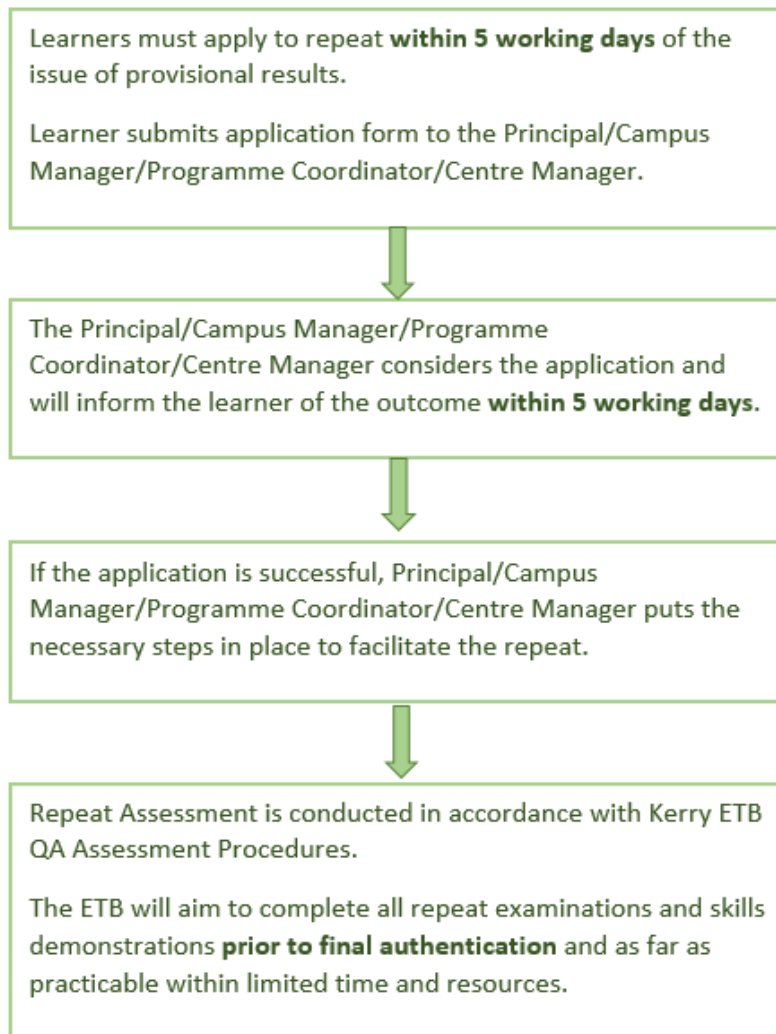 Learners must apply to repeat within 5 working days of the
issue of provisional results.
Learner submits application form to the Principal/Campus
Manager/Programme Coordinator/Centre Manager.
The Principal/Campus Manager/Programme
Coordinator/Centre Manager considers the application and
will inform the learner of the outcome within 5 working days.
If the application is successful, Principal/Campus
Manager/Programme Coordinator/Centre Manager puts the
necessary steps in place to facilitate the repeat.
Repeat Assessment is conducted in accordance with Kerry ETB
QA Assessment Procedures.
The ETB will aim to complete all repeat examinations and skills
demonstrations prior to final authentication and as far as
practicable within limited time and resources.